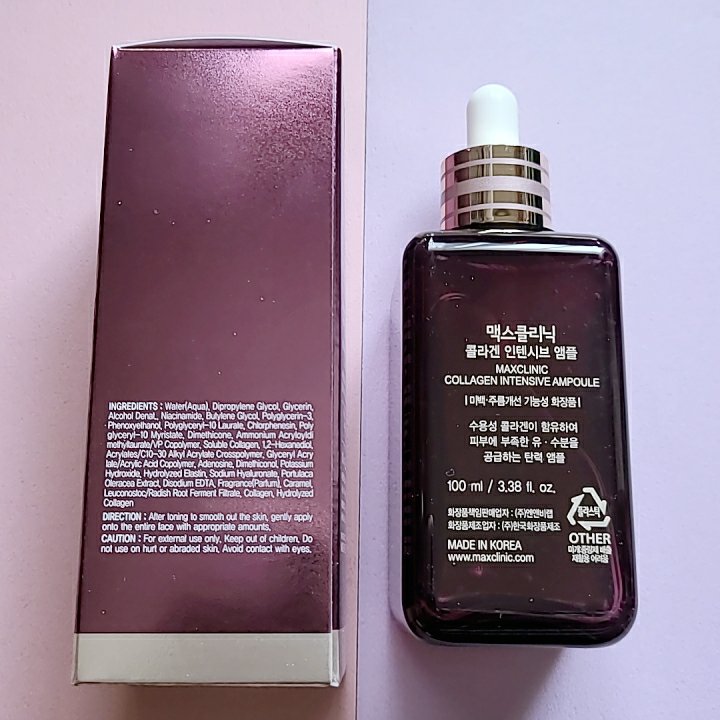 INGREDIENTS : Water(Aqua), Dipropylene Glycol, Glycerin,
Alcohol Denat., Niacinamide, Butylene Glycol, Polyglycerin-3,
Phenoxyethanol, Polyglyceryl-10 Laurate, Chlorphenesin, Poly
glyceryl-10 Myristate, Dimethicone, Ammonium Acryloyldi
methyltaurate/VP Copolymer, Soluble Collagen, 1,2-Hexanediol,
Acrylates/C10-30 Alkyl Acrylate Crosspolymer, Glyceryl Acryl
ate/Acrylic Acid Copolymer, Adenosine, Dimethiconol, Potassium
Hydroxide, Hydrolyzed Elastin, Sodium Hyaluronate, Portulaca
Oleracea Extract, Disodium EDTA, Fragrance(Parfum), Caramel,
Leuconostoc/Radish Root Ferment Filtrate, Collagen, Hydrolyzed
Collagen
DIRECTION : After toning to smooth out the skin, gently apply
onto the entire face with appropriate amounts.
CAUTION : For external use only. Keep out of children. Do
not use on hurt or abraded skin. Avoid contact with eyes.
맥스클리닉
콜라겐 인텐시브 앰플
MAXCLINIC
COLLAGEN INTENSIVE AMPOULE
| 미백·주름개선 기능성 화장품 |
수용성 콜라겐이 함유하여
피부에 부족한 유·수분을
공급하는 탄력 앰플
100 ml / 3.38 fl. oz.
화장품책임판매업자 : (주)엔앤비랩
화장품제조업자 : (주)한국화장품제조
MADE IN KOREA
www.maxclinic.com
플라스틱
OTHER
재활용 어려움